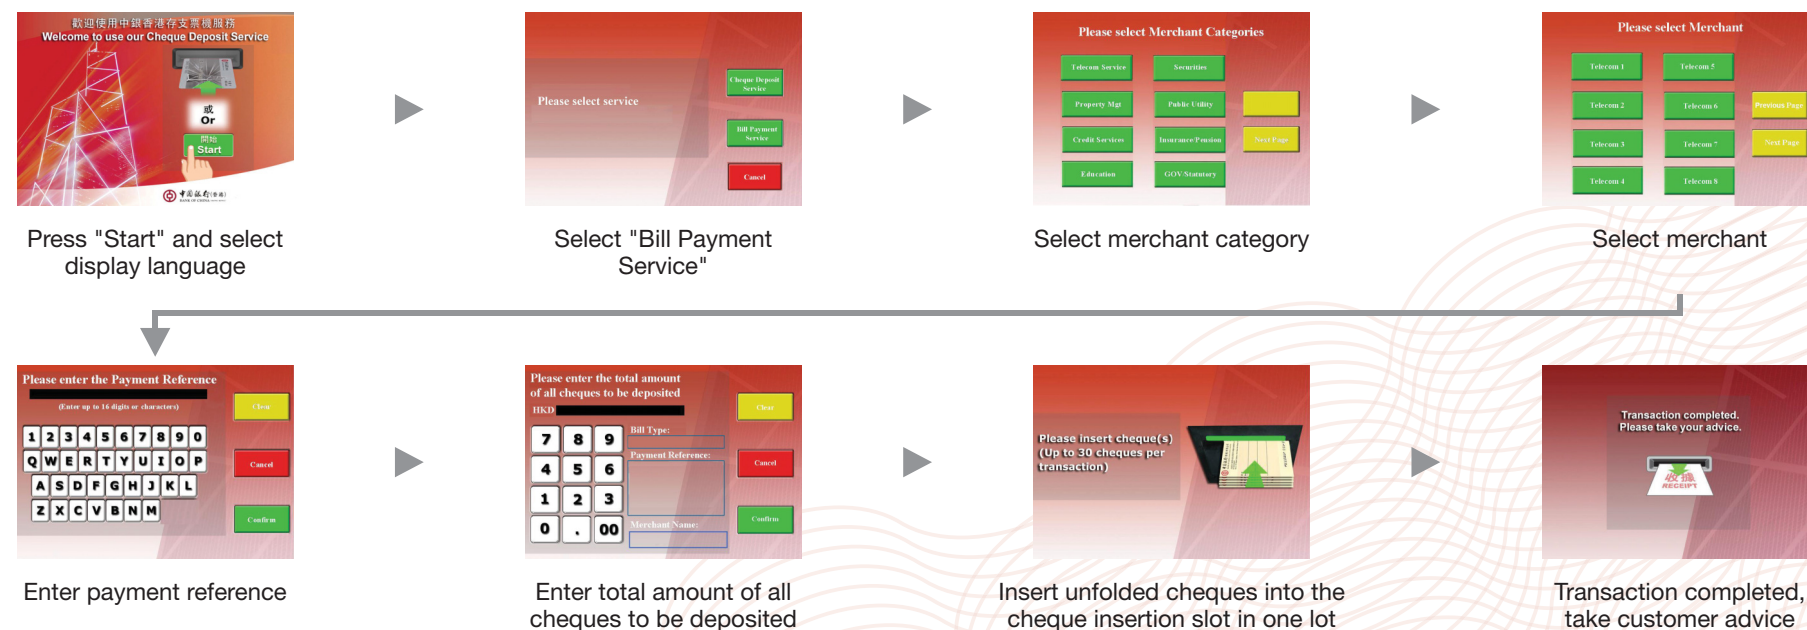 歡迎使用中銀香港存支票機服務
Welcome to use our Cheque Deposit Service
或
Or
開始
Start
中國銀行(香港)
BANK OF CHINA
Press "Start" and select
display language
Please select service
Cheque Deposit
Service
Bill Payment
Service
Cancel
Select "Bill Payment
Service"
Please select Merchant Categories
Telecom Service
Securities
Property Mgt
Public Utility
Credit Services
Insurance/Pension
Next Page
Education
GOV/Statutory
Select merchant category
Please select Merchant
Telecom 1
Telecom 5
Telecom 2
Telecom 6
Previous Page
Telecom 3
Telecom 7
Next Page
Telecom 4
Telecom 8
Select merchant
Please enter the Payment Reference
(Enter up to 16 digits or characters)
Clear
1 2 3 4 5 6 7 8 9 0
Q W E R T Y U I O P
Cancel
A S D F G H J K L
Z X C V B N M
Confirm
Enter payment reference
Please enter the total amount
of all cheques to be deposited
HKD
Clear
7 8 9
Bill Type:
4 5 6
Payment Reference:
Cancel
1 2 3
0 . 00
Merchant Name:
Confirm
Enter total amount of all
cheques to be deposited
Please insert cheque(s)
(Up to 30 cheques per
transaction)
Insert unfolded cheques into the
cheque insertion slot in one lot
Transaction completed.
Please take your advice.
收據
RECEIPT
Transaction completed,
take customer advice